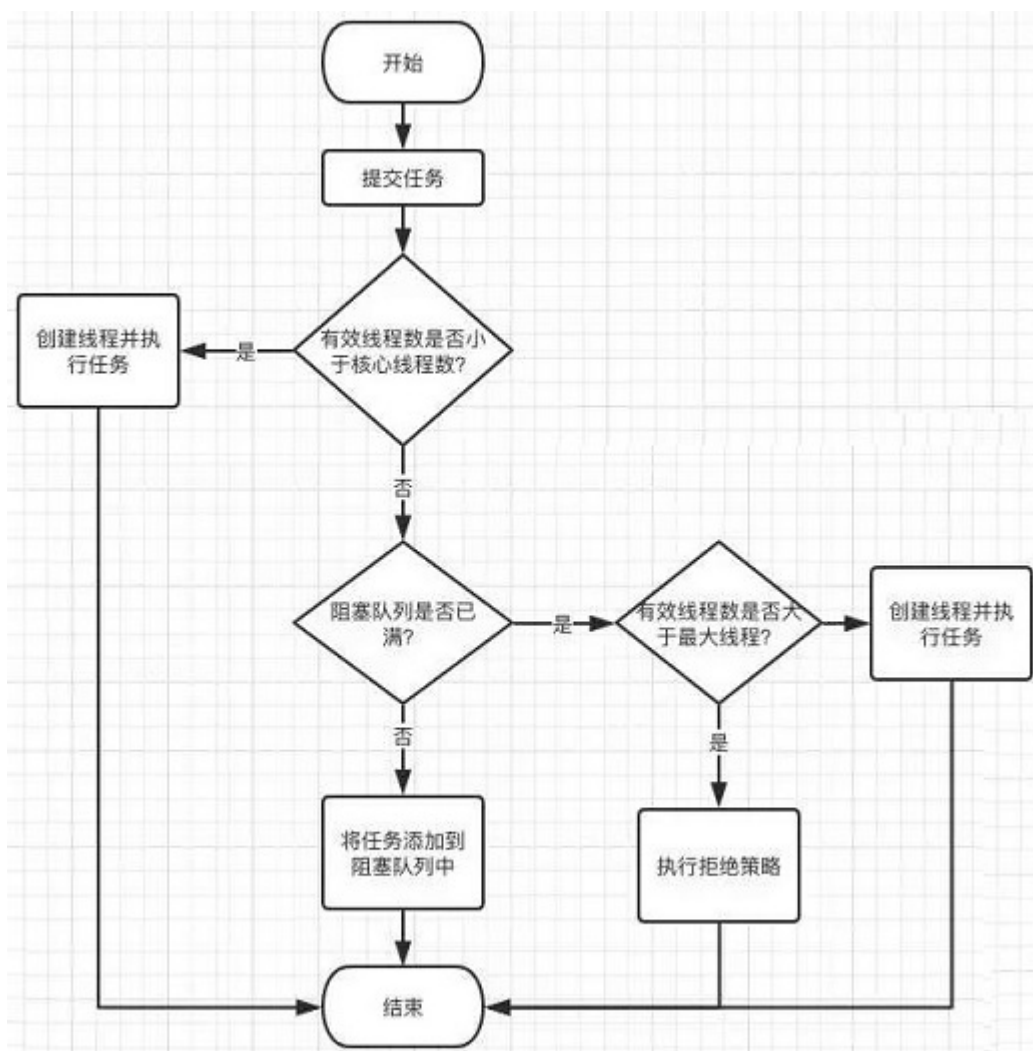 开始
提交任务
有效线程数是否小
于核心线程数?
是
创建线程并执
行任务
否
阻塞队列是否已
满?
是
有效线程数是否大
于最大线程?
创建线程并执
行任务
否
是
将任务添加到
阻塞队列中
执行拒绝策略
结束